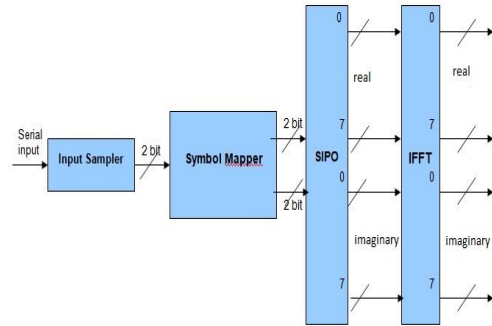 Serial
input
Input Sampler
2 bit
Symbol Mapper
2 bit
2 bit
SIPO
0
7
0
7
real
imaginary
IFFT
0
7
0
7
real
imaginary